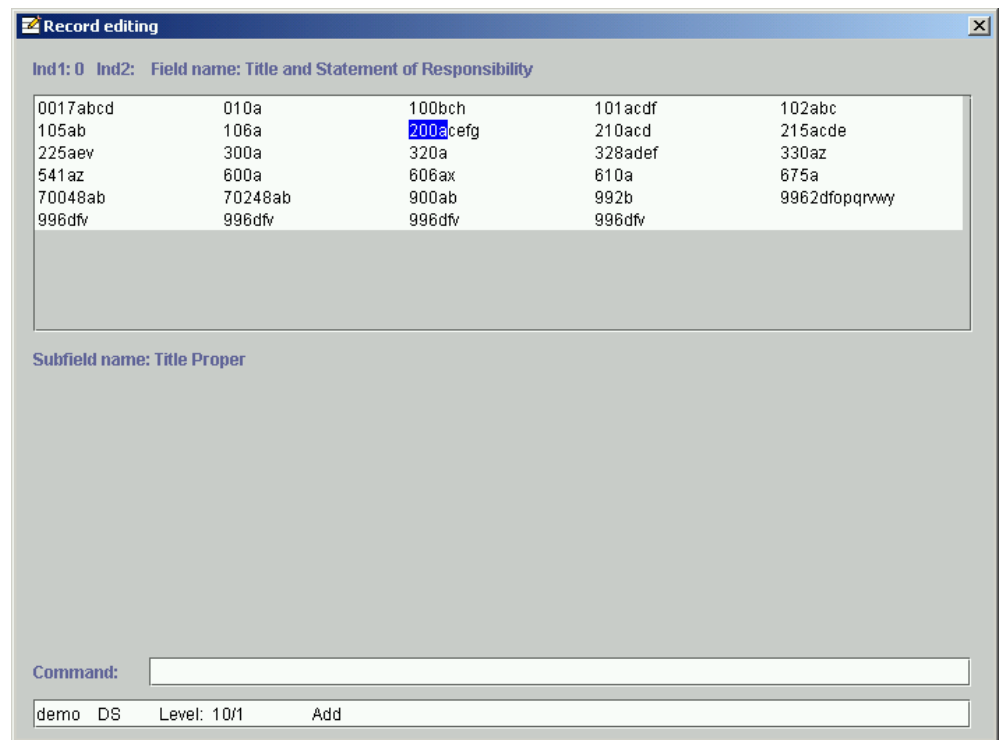 Record editing
Ind1: 0 Ind2: Field name: Title and Statement of Responsibility
0017abcd 010a 100bch 101acdf 102abc
105ab 106a 200acefg 210acd 215acde
225aev 300a 320a 328adef 330az
541az 600a 606ax 610a 675a
70048ab 70248ab 900ab 992b 9962dfopqrvwy
996dfv 996dfv 996dfv 996dfv
Subfield name: Title Proper
Command:
demo DS Level: 10/1 Add